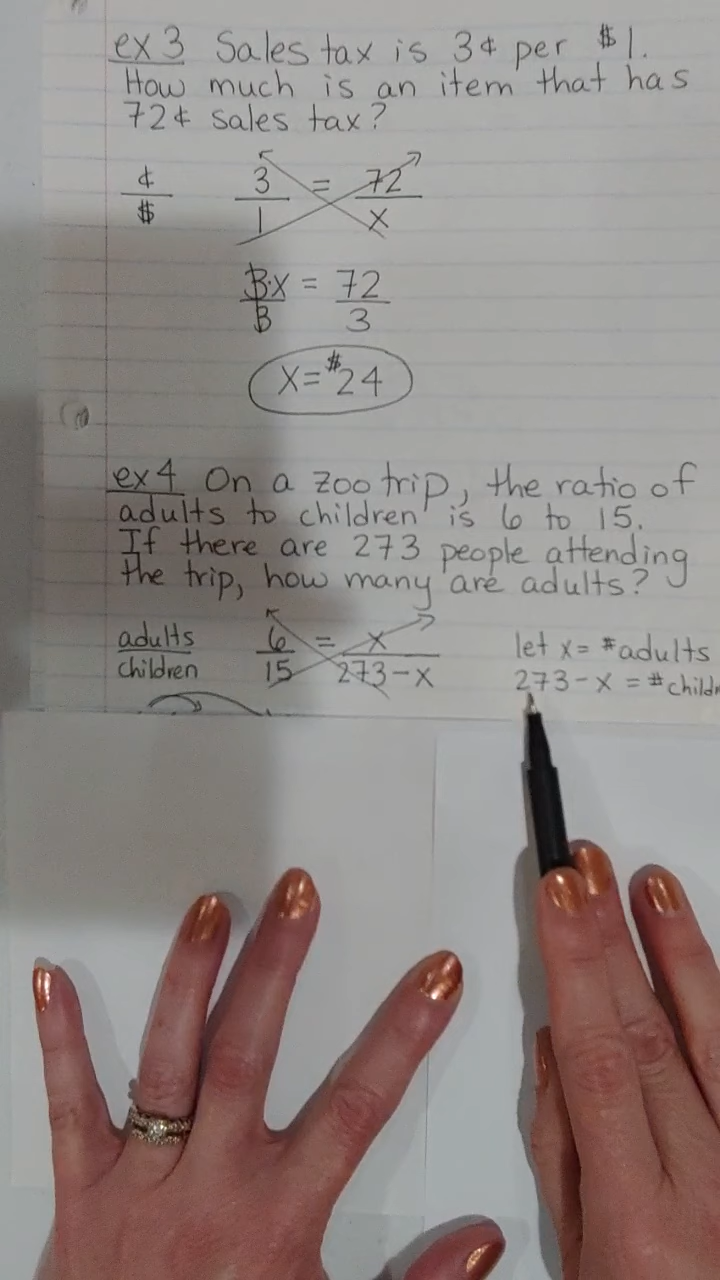 ex 3 Sales tax is 3¢ per $1.
How much is an item that has
72¢ sales tax?
¢/$ 3/1 = 72/x
3·x/3 = 72/3
x = $24
ex 4 On a zoo trip, the ratio of
adults to children is 6 to 15.
If there are 273 people attending
the trip, how many are adults?
adults/children 6/15 = x/273-x
let x = # adults
273-x = # childr